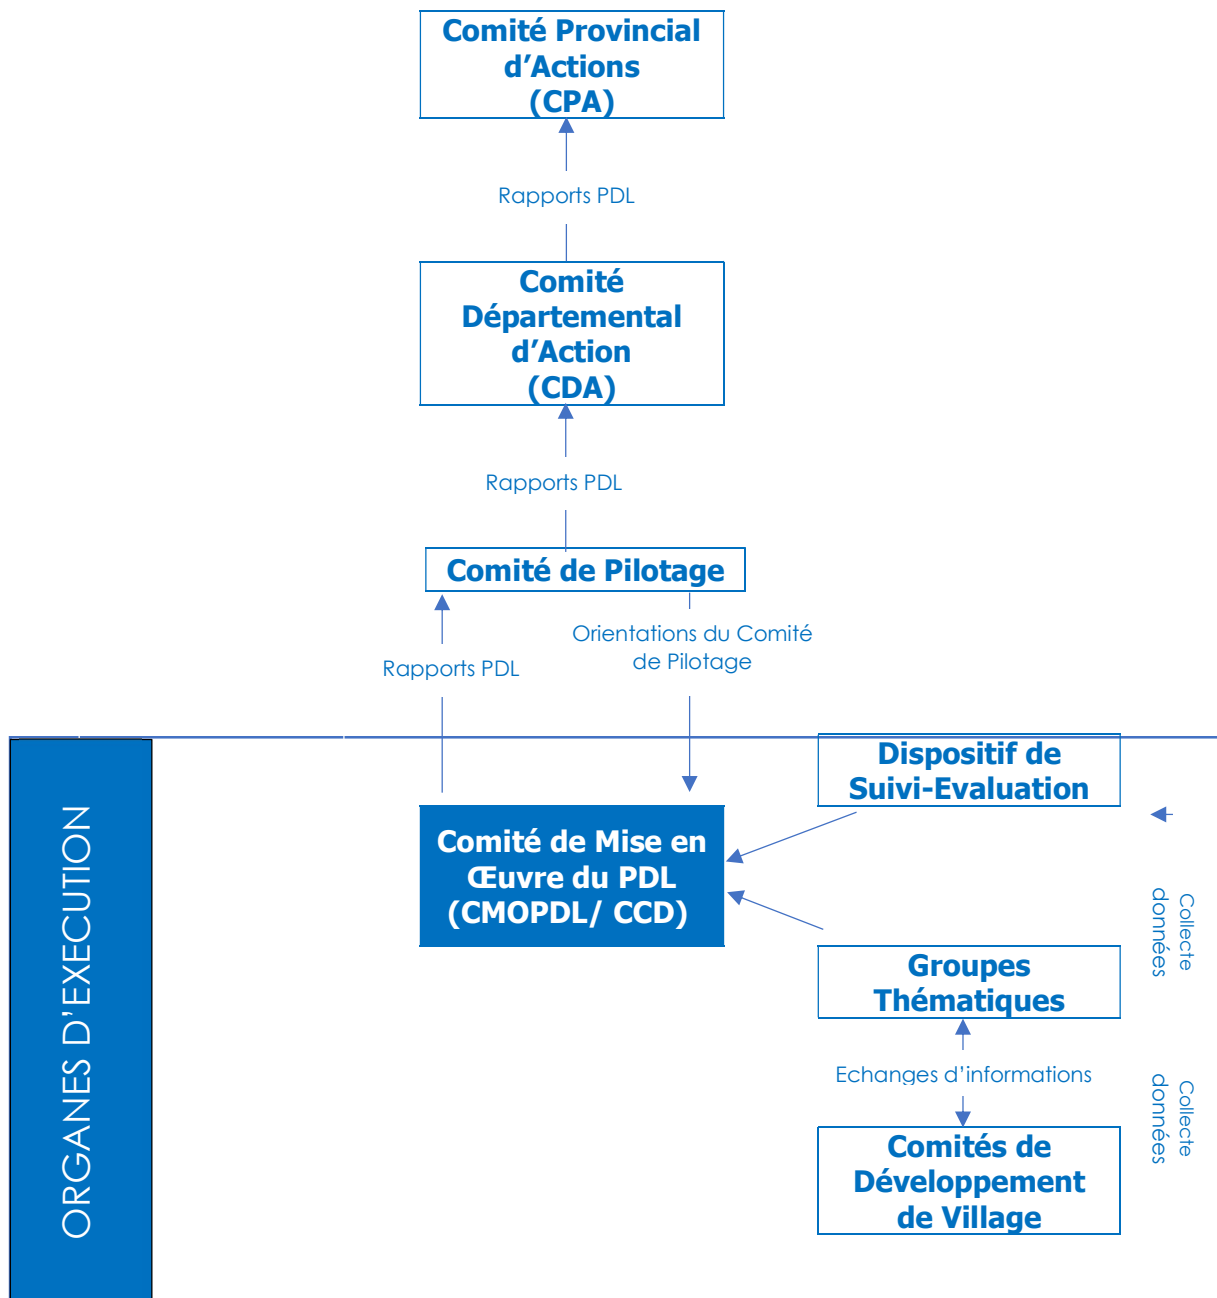 Comité Provincial
d’Actions
(CPA)
Rapports PDL
Comité
Départemental
d’Action
(CDA)
Rapports PDL
Comité de Pilotage
Orientations du Comité
de Pilotage
Rapports PDL
ORGANES D’EXECUTION
Dispositif de
Suivi-Evaluation
Comité de Mise en
Œuvre du PDL
(CMOPDL/ CCD)
Collecte
données
Groupes
Thématiques
Echanges d’informations
Collecte
données
Comités de
Développement
de Village